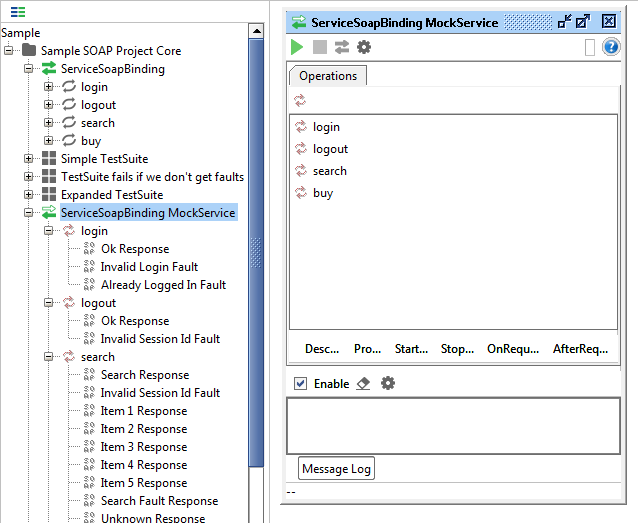 Sample
Sample SOAP Project Core
ServiceSoapBinding
login
logout
search
buy
Simple TestSuite
TestSuite fails if we don't get faults
Expanded TestSuite
ServiceSoapBinding MockService
login
Ok Response
Invalid Login Fault
Already Logged In Fault
logout
Ok Response
Invalid Session Id Fault
search
Search Response
Invalid Session Id Fault
Item 1 Response
Item 2 Response
Item 3 Response
Item 4 Response
Item 5 Response
Search Fault Response
Unknown Response
ServiceSoapBinding MockService
?
Operations
login
logout
search
buy
Desc... Pro... Start... Stop... OnRequ... AfterReq...
Enable
Message Log
--